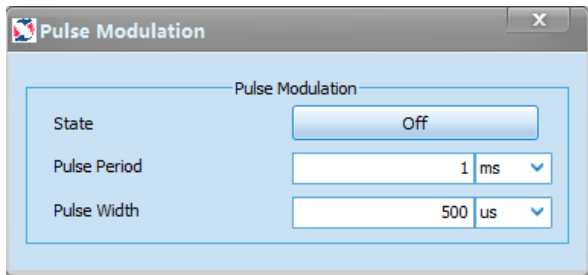 Pulse Modulation
x
Pulse Modulation
State Off
Pulse Period 1 ms
Pulse Width 500 us